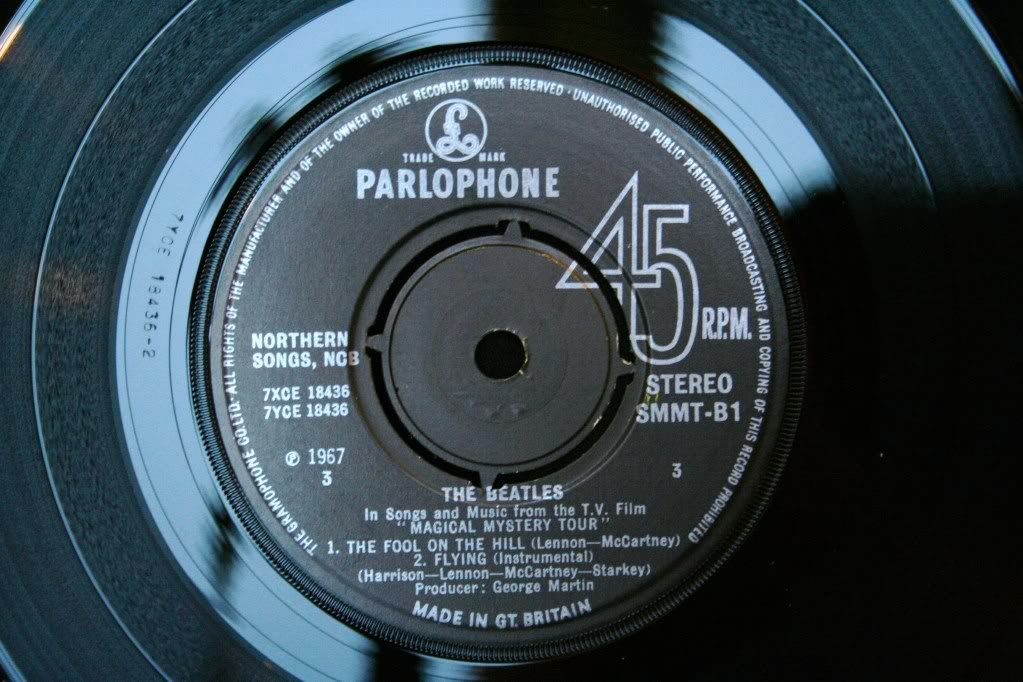 THE GRAMOPHONE CO. LTD. · ALL RIGHTS OF THE MANUFACTURER AND OF THE OWNER OF THE RECORDED WORK RESERVED · UNAUTHORISED PUBLIC PERFORMANCE BROADCASTING AND COPYING OF THIS RECORD PROHIBITED
£
TRADE MARK
PARLOPHONE
45 R.P.M.
7YCE 18436-2
NORTHERN
SONGS, NCB
7XCE 18436
7YCE 18436
STEREO
SMMT-B1
℗ 1967
3
3
THE BEATLES
In Songs and Music from the T.V. Film
"MAGICAL MYSTERY TOUR"
1. THE FOOL ON THE HILL (Lennon—McCartney)
2. FLYING (Instrumental)
(Harrison—Lennon—McCartney—Starkey)
Producer: George Martin
MADE IN GT. BRITAIN